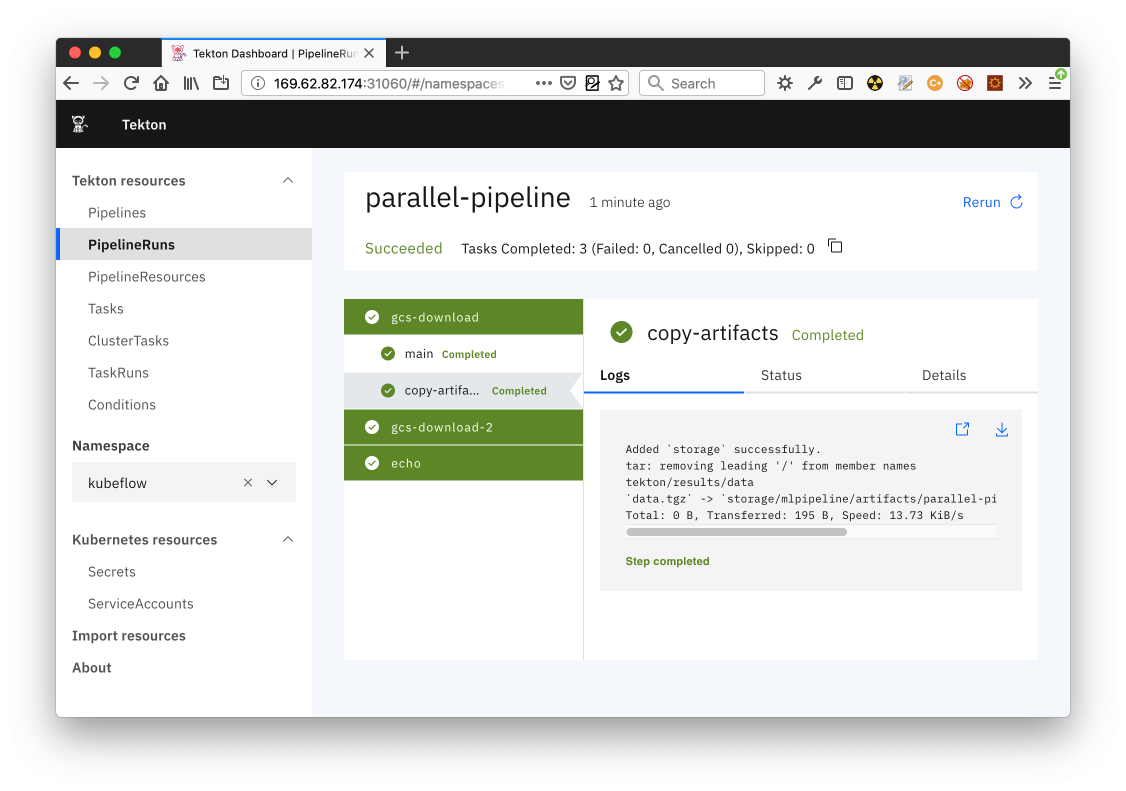 Tekton Dashboard | PipelineRun
169.62.82.174:31060/#/namespaces
Search
Tekton
Tekton resources
Pipelines
PipelineRuns
PipelineResources
Tasks
ClusterTasks
TaskRuns
Conditions
Namespace
kubeflow
Kubernetes resources
Secrets
ServiceAccounts
Import resources
About
parallel-pipeline 1 minute ago
Rerun
Succeeded Tasks Completed: 3 (Failed: 0, Cancelled 0), Skipped: 0
gcs-download
main Completed
copy-artifa... Completed
gcs-download-2
echo
copy-artifacts Completed
Logs Status Details
Added `storage` successfully.
tar: removing leading '/' from member names
tekton/results/data
`data.tgz` -> `storage/mlpipeline/artifacts/parallel-pi
Total: 0 B, Transferred: 195 B, Speed: 13.73 KiB/s
Step completed